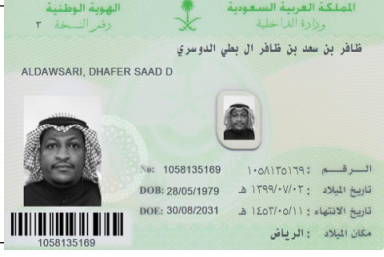 المملكة العربية السعودية
الهوية الوطنية
وزارة الداخلية
رقم النسخة ٣
ظافر بن سعد بن ظافر ال بطي الدوسري
ALDAWSARI, DHAFER SAAD D
No: 1058135169 الرقم : ١٠٥٨١٣٥١٦٩
DOB: 28/05/1979 تاريخ الميلاد : ١٣٩٩/٠٧/٠٢ هـ
DOE: 30/08/2031 تاريخ الانتهاء : ١٤٥٣/٠٥/١١ هـ
مكان الميلاد : الرياض
1058135169